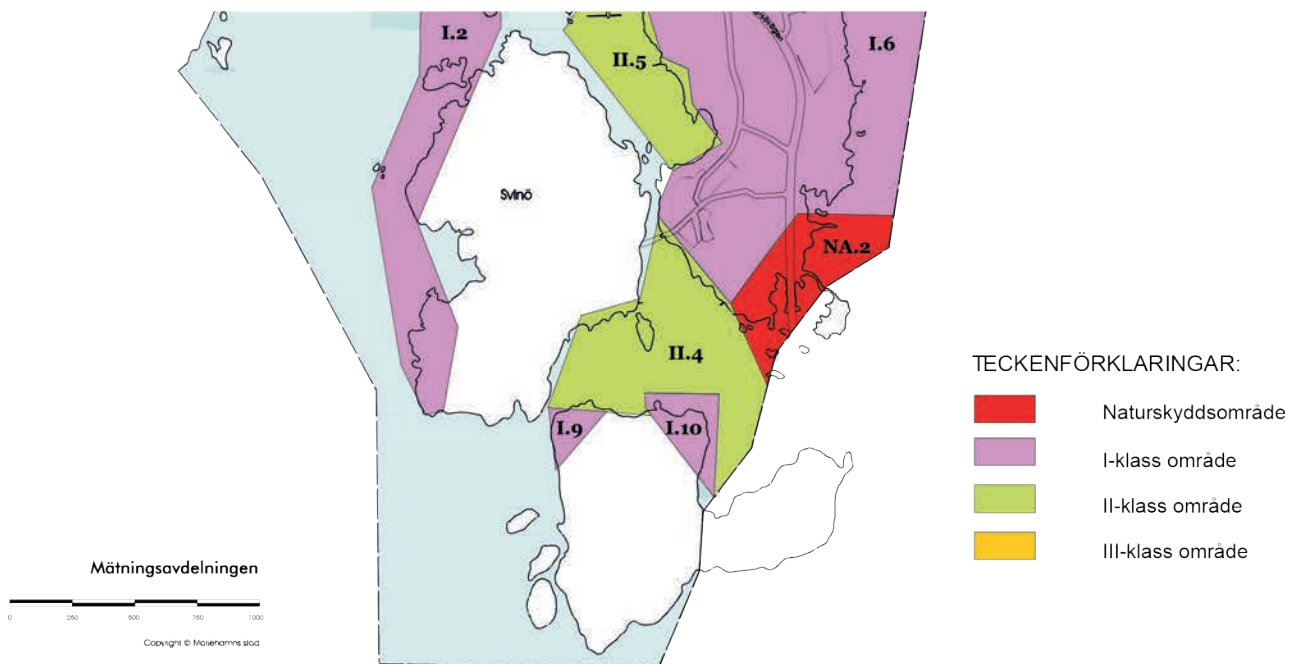 I.2
II.5
I.6
Svinö
NA.2
II.4
I.9
I.10
TECKENFÖRKLARINGAR:
Naturskyddsområde
I-klass område
II-klass område
III-klass område
Mätningsavdelningen
0 250 500 750 1000
Copyright © Mariehamns stad